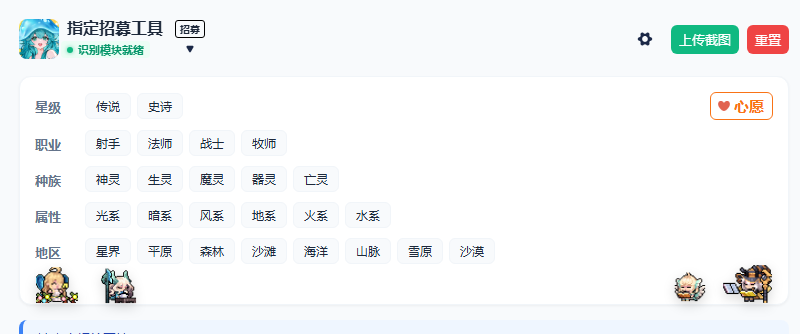 指定招募工具 招募
识别模块就绪
上传截图 重置
星级 传说 史诗 心愿
职业 射手 法师 战士 牧师
种族 神灵 生灵 魔灵 器灵 亡灵
属性 光系 暗系 风系 地系 火系 水系
地区 星界 平原 森林 沙滩 海洋 山脉 雪原 沙漠